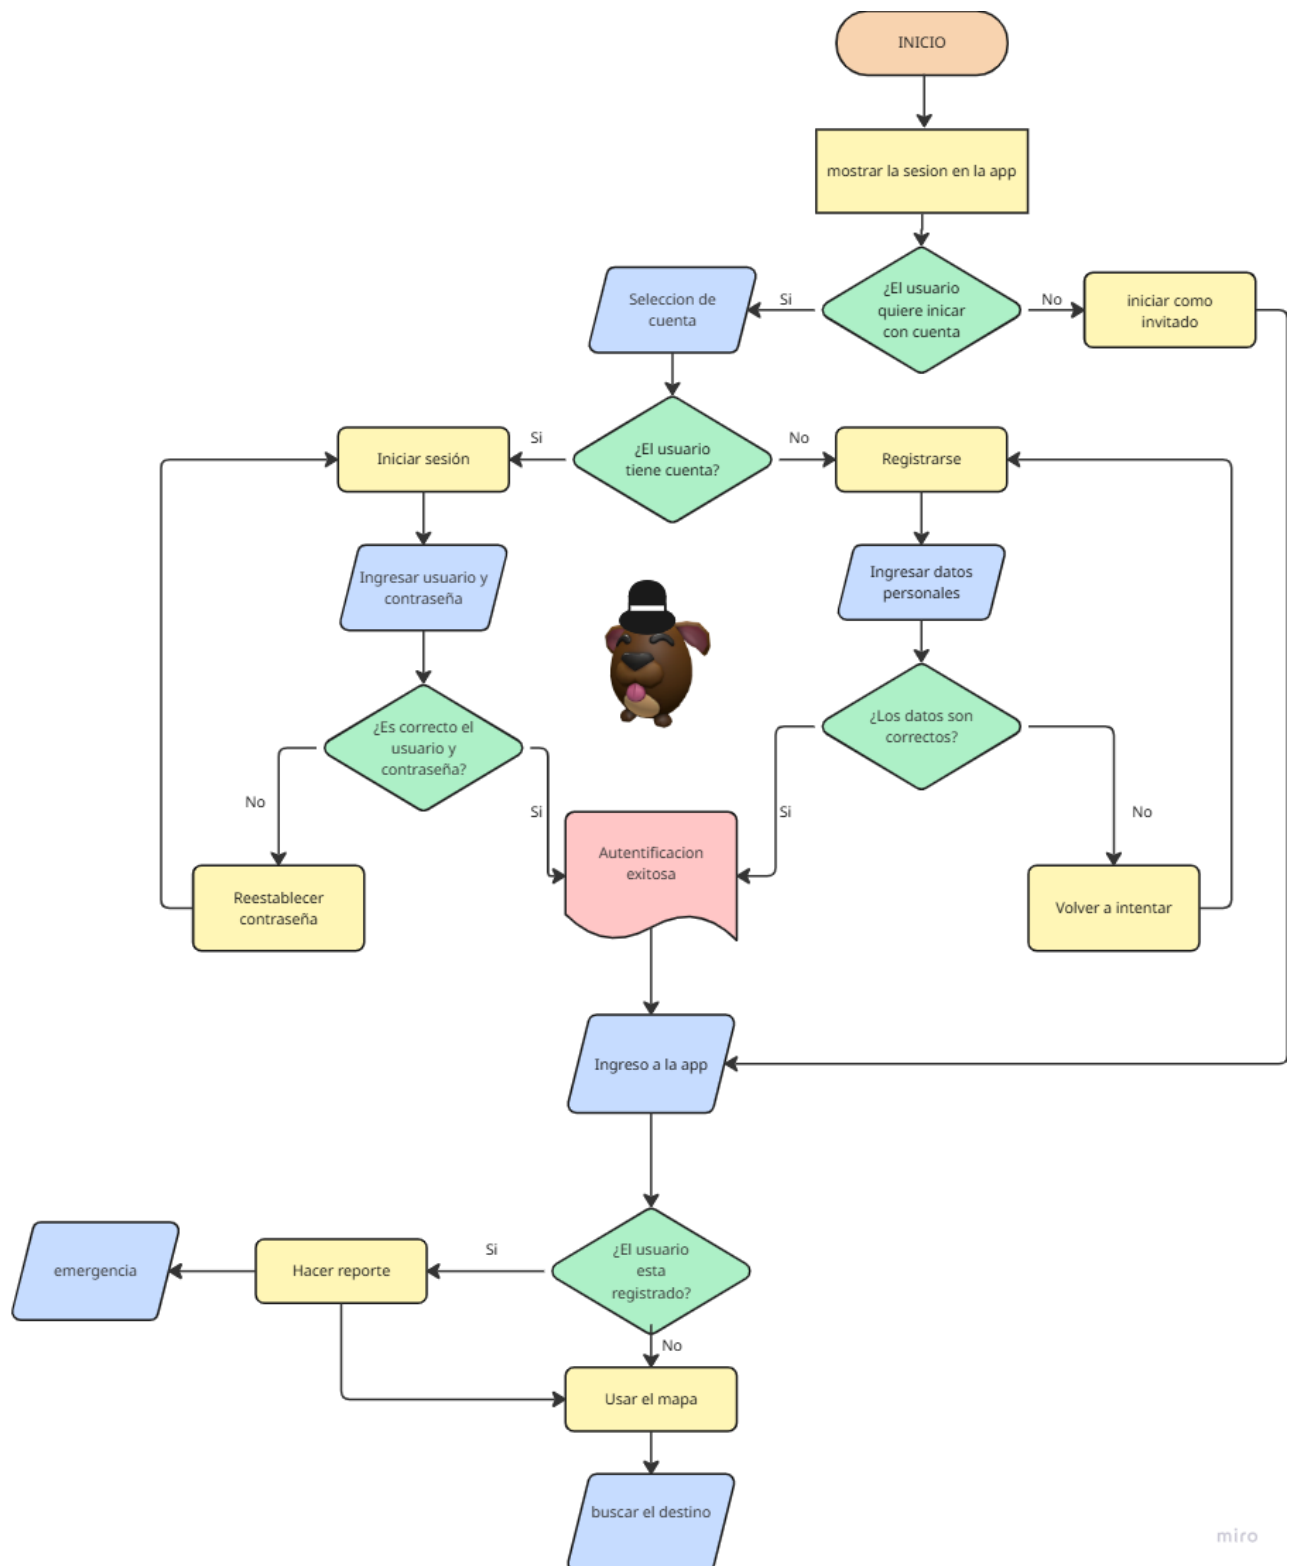 INICIO
mostrar la sesion en la app
¿El usuario
quiere inicar
con cuenta
Si
No
Seleccion de
cuenta
iniciar como
invitado
¿El usuario
tiene cuenta?
Si
No
Iniciar sesión
Registrarse
Ingresar usuario y
contraseña
Ingresar datos
personales
¿Es correcto el
usuario y
contraseña?
¿Los datos son
correctos?
No
Si
Si
No
Autentificacion
exitosa
Reestablecer
contraseña
Volver a intentar
Ingreso a la app
¿El usuario
esta
registrado?
Si
Hacer reporte
emergencia
No
Usar el mapa
buscar el destino
miro